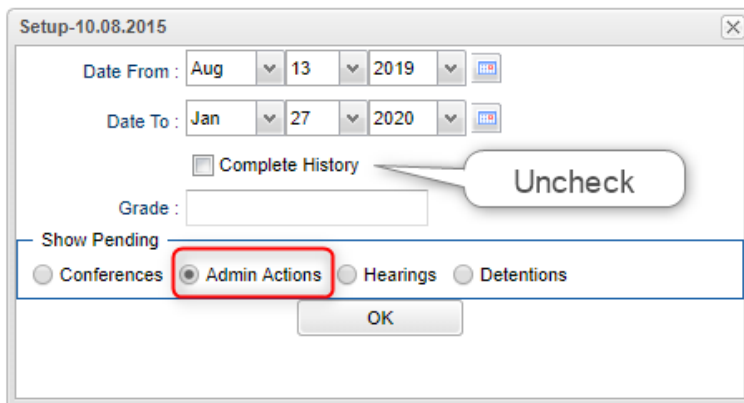 Setup-10.08.2015
Date From : Aug 13 2019
Date To : Jan 27 2020
Complete History
Uncheck
Grade :
Show Pending
Conferences Admin Actions Hearings Detentions
OK